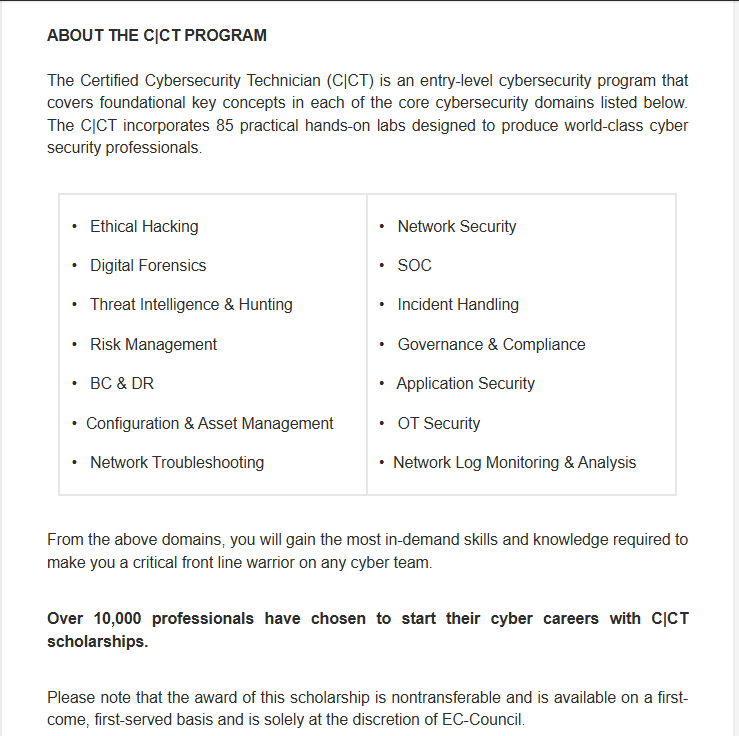 ABOUT THE C|CT PROGRAM
The Certified Cybersecurity Technician (C|CT) is an entry-level cybersecurity program that
covers foundational key concepts in each of the core cybersecurity domains listed below.
The C|CT incorporates 85 practical hands-on labs designed to produce world-class cyber
security professionals.
• Ethical Hacking
• Digital Forensics
• Threat Intelligence & Hunting
• Risk Management
• BC & DR
• Configuration & Asset Management
• Network Troubleshooting
• Network Security
• SOC
• Incident Handling
• Governance & Compliance
• Application Security
• OT Security
• Network Log Monitoring & Analysis
From the above domains, you will gain the most in-demand skills and knowledge required to
make you a critical front line warrior on any cyber team.
Over 10,000 professionals have chosen to start their cyber careers with C|CT
scholarships.
Please note that the award of this scholarship is nontransferable and is available on a first-
come, first-served basis and is solely at the discretion of EC-Council.